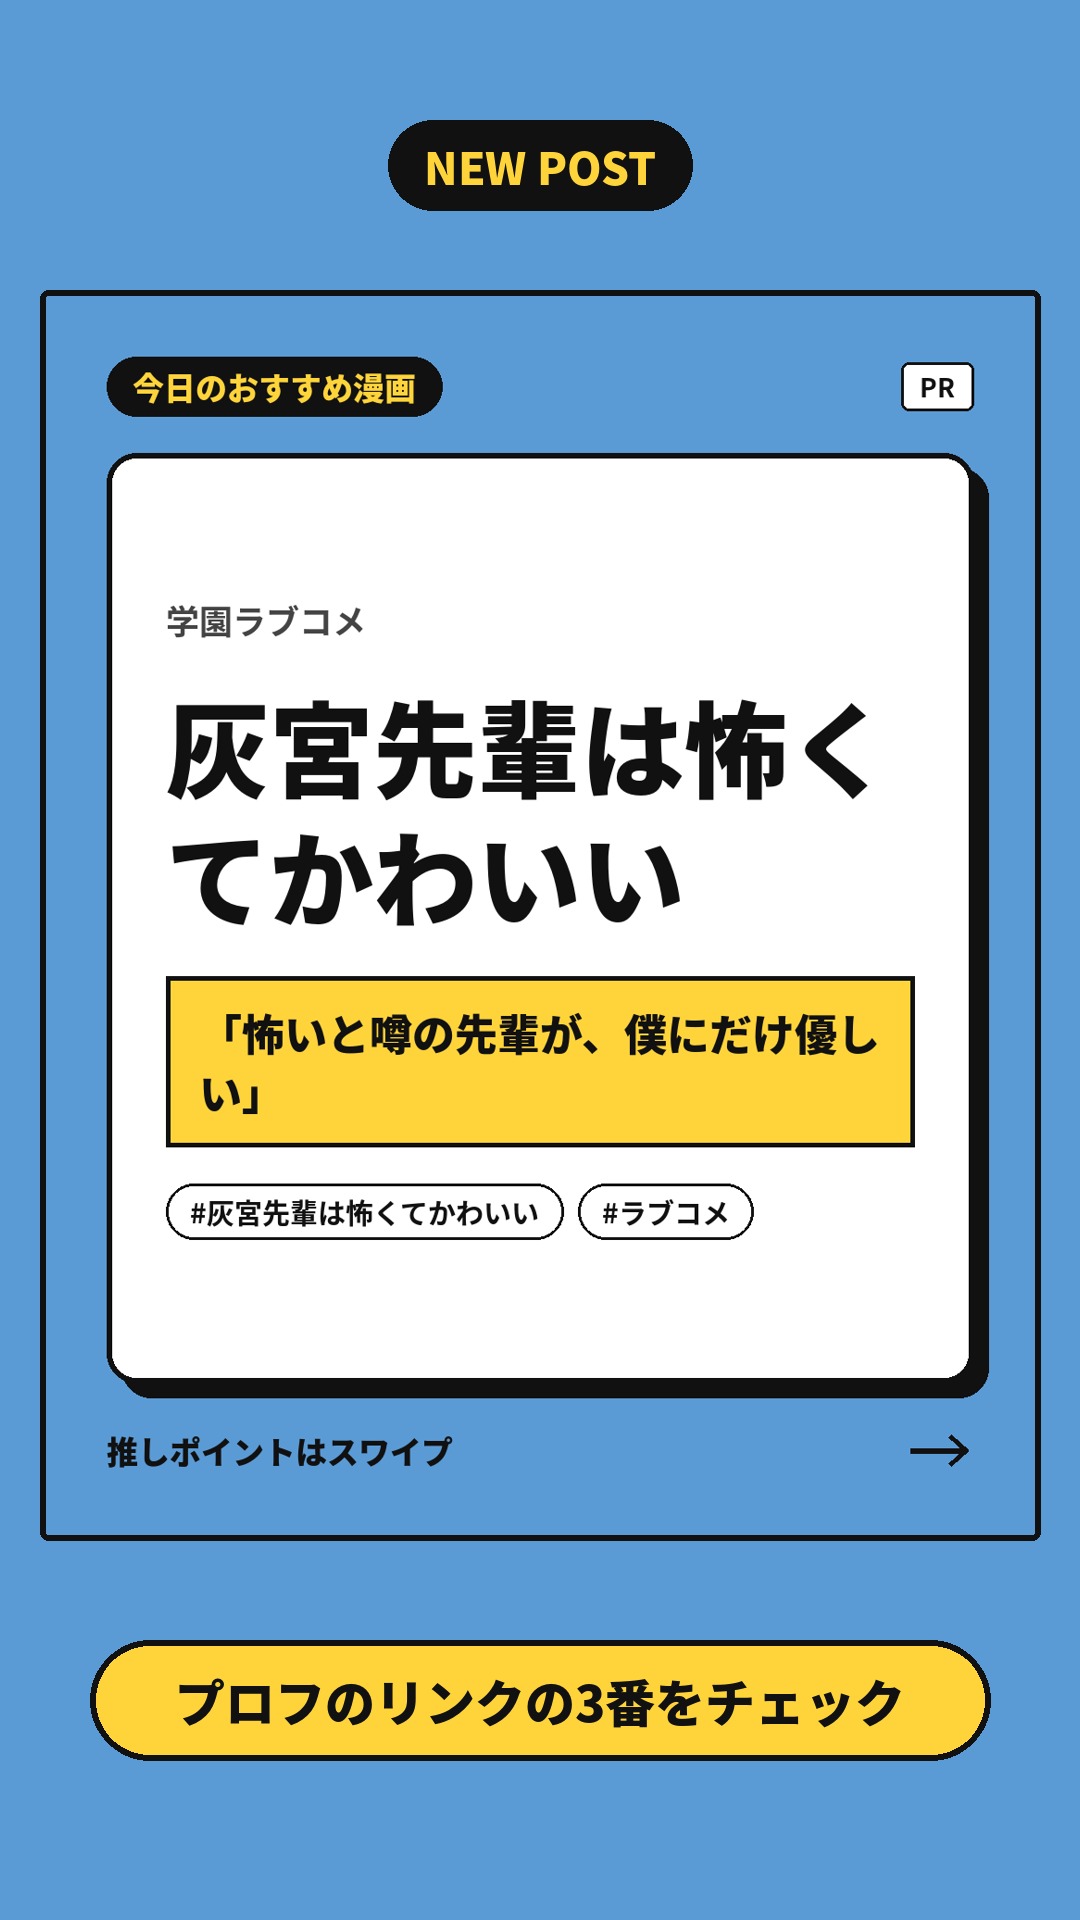 NEW POST
今日のおすすめ漫画
PR
学園ラブコメ
灰宮先輩は怖く
てかわいい
「怖いと噂の先輩が、僕にだけ優し
い」
#灰宮先輩は怖くてかわいい #ラブコメ
推しポイントはスワイプ →
プロフのリンクの3番をチェック